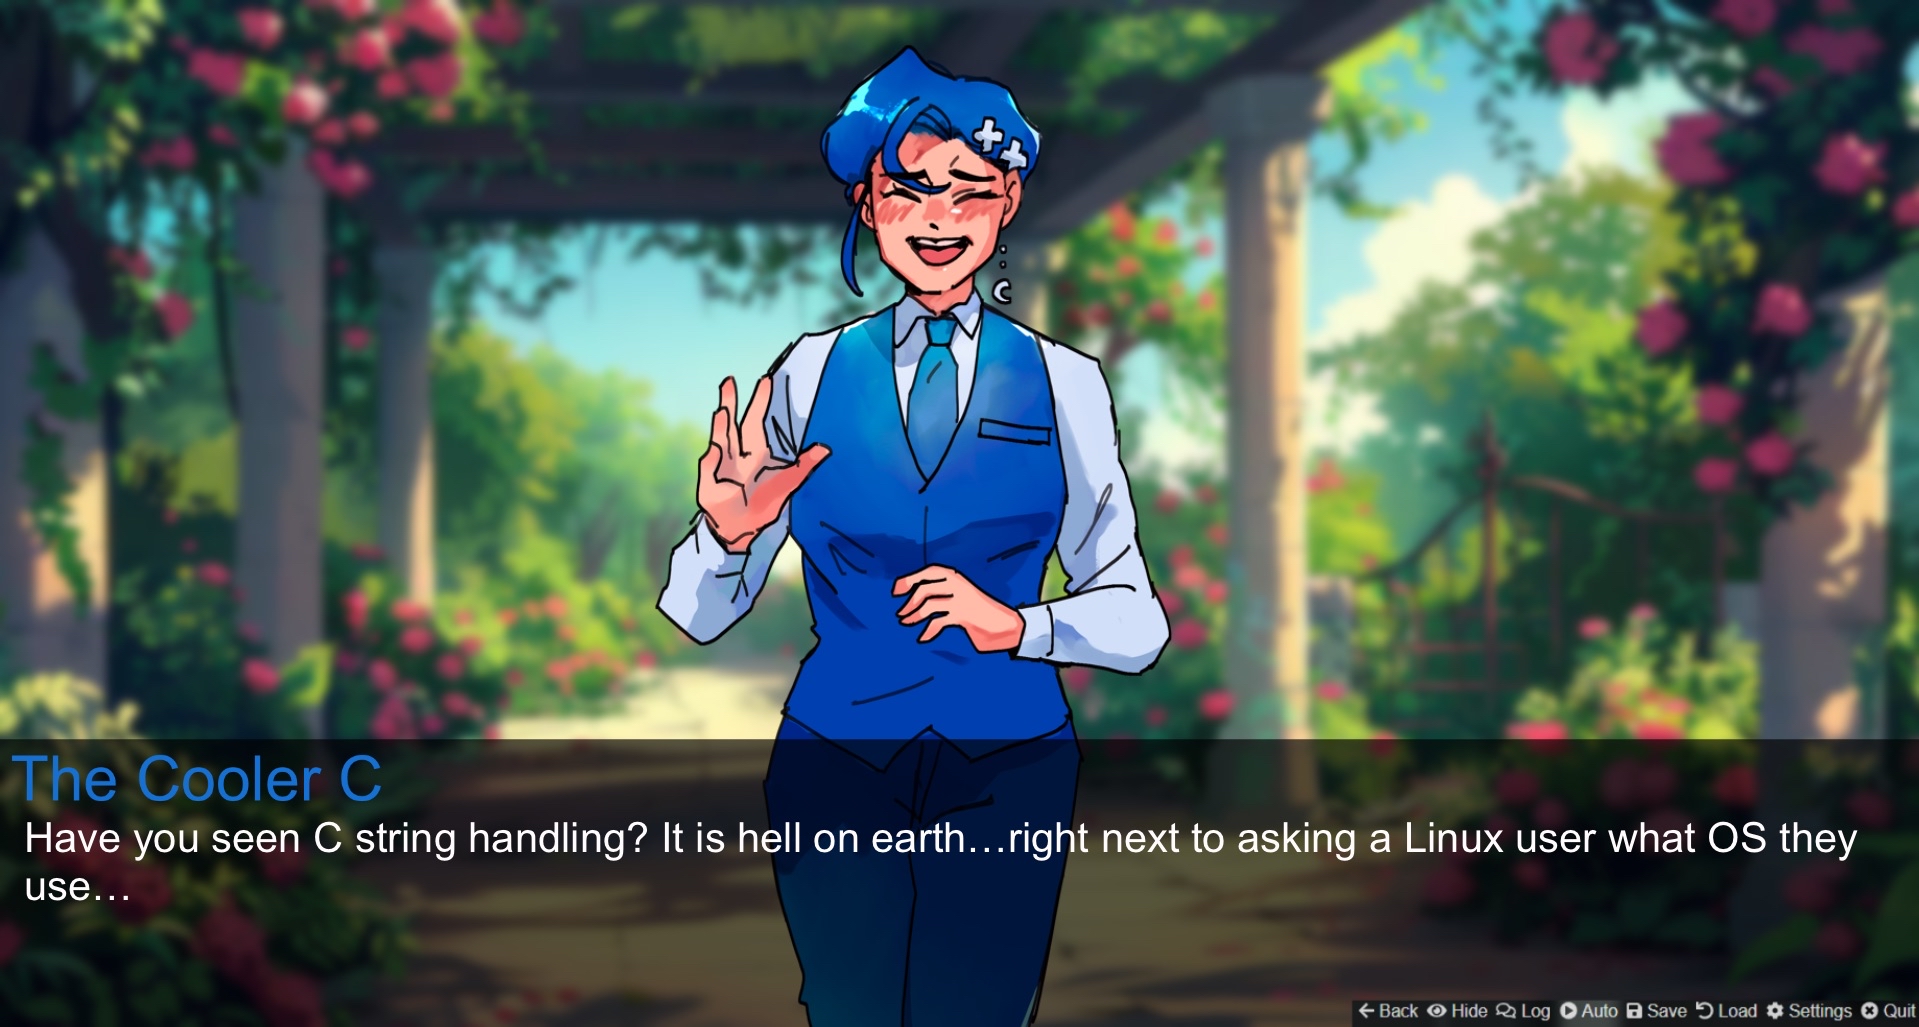 The Cooler C
Have you seen C string handling? It is hell on earth…right next to asking a Linux user what OS they
use…
Back Hide Log Auto Save Load Settings Quit